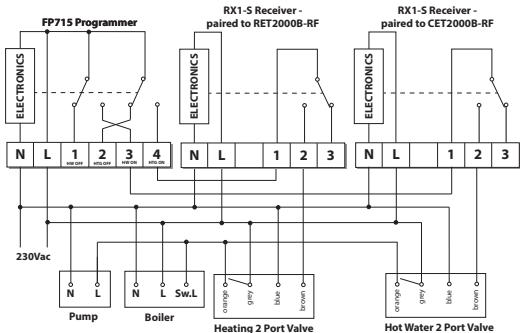 FP715 Programmer
RX1-S Receiver -
paired to RET2000B-RF
RX1-S Receiver -
paired to CET2000B-RF
ELECTRONICS
ELECTRONICS
ELECTRONICS
N L 1 2 3 4
HW OFF HTG OFF HW ON HTG ON
N L 1 2 3
N L 1 2 3
230Vac
N L
Pump
N L Sw.L
Boiler
orange grey blue brown
Heating 2 Port Valve
orange grey blue brown
Hot Water 2 Port Valve